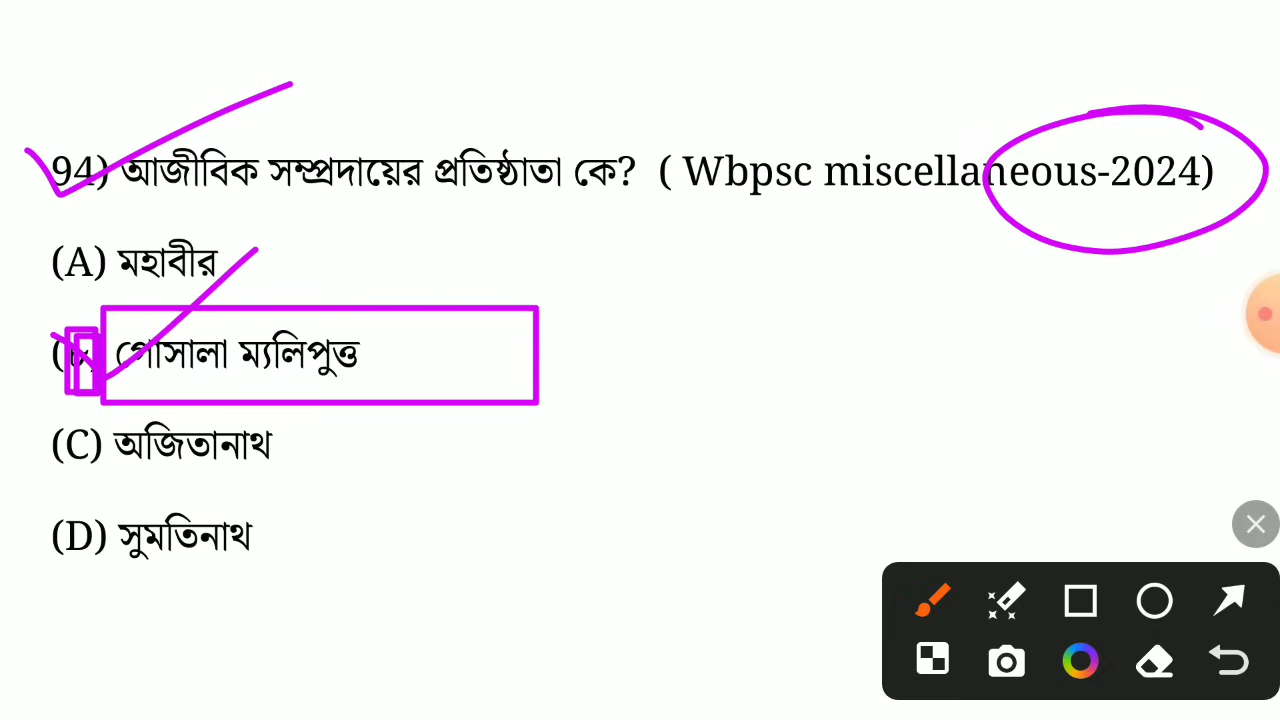 94) আজীবিক সম্প্রদায়ের প্রতিষ্ঠাতা কে? ( Wbpsc miscellaneous-2024)
(A) মহাবীর
(B) গোসালা ম্যলিপুত্ত
(C) অজিতানাথ
(D) সুমতিনাথ